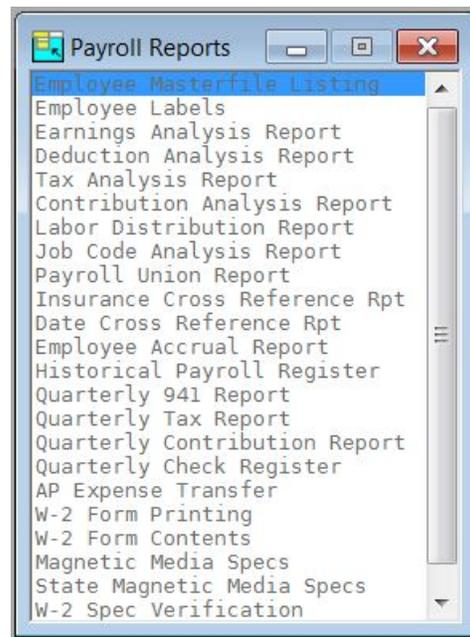 Payroll Reports
Employee Masterfile Listing
Employee Labels
Earnings Analysis Report
Deduction Analysis Report
Tax Analysis Report
Contribution Analysis Report
Labor Distribution Report
Job Code Analysis Report
Payroll Union Report
Insurance Cross Reference Rpt
Date Cross Reference Rpt
Employee Accrual Report
Historical Payroll Register
Quarterly 941 Report
Quarterly Tax Report
Quarterly Contribution Report
Quarterly Check Register
AP Expense Transfer
W-2 Form Printing
W-2 Form Contents
Magnetic Media Specs
State Magnetic Media Specs
W-2 Spec Verification